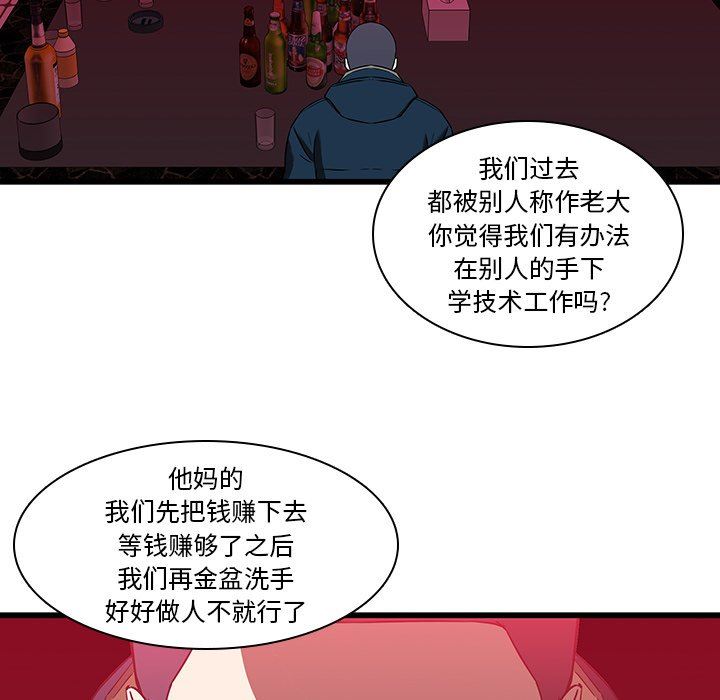 我们过去
都被别人称作老大
你觉得我们有办法
在别人的手下
学技术工作吗?
他妈的
我们先把钱赚下去
等钱赚够了之后
我们再金盆洗手
好好做人不就行了